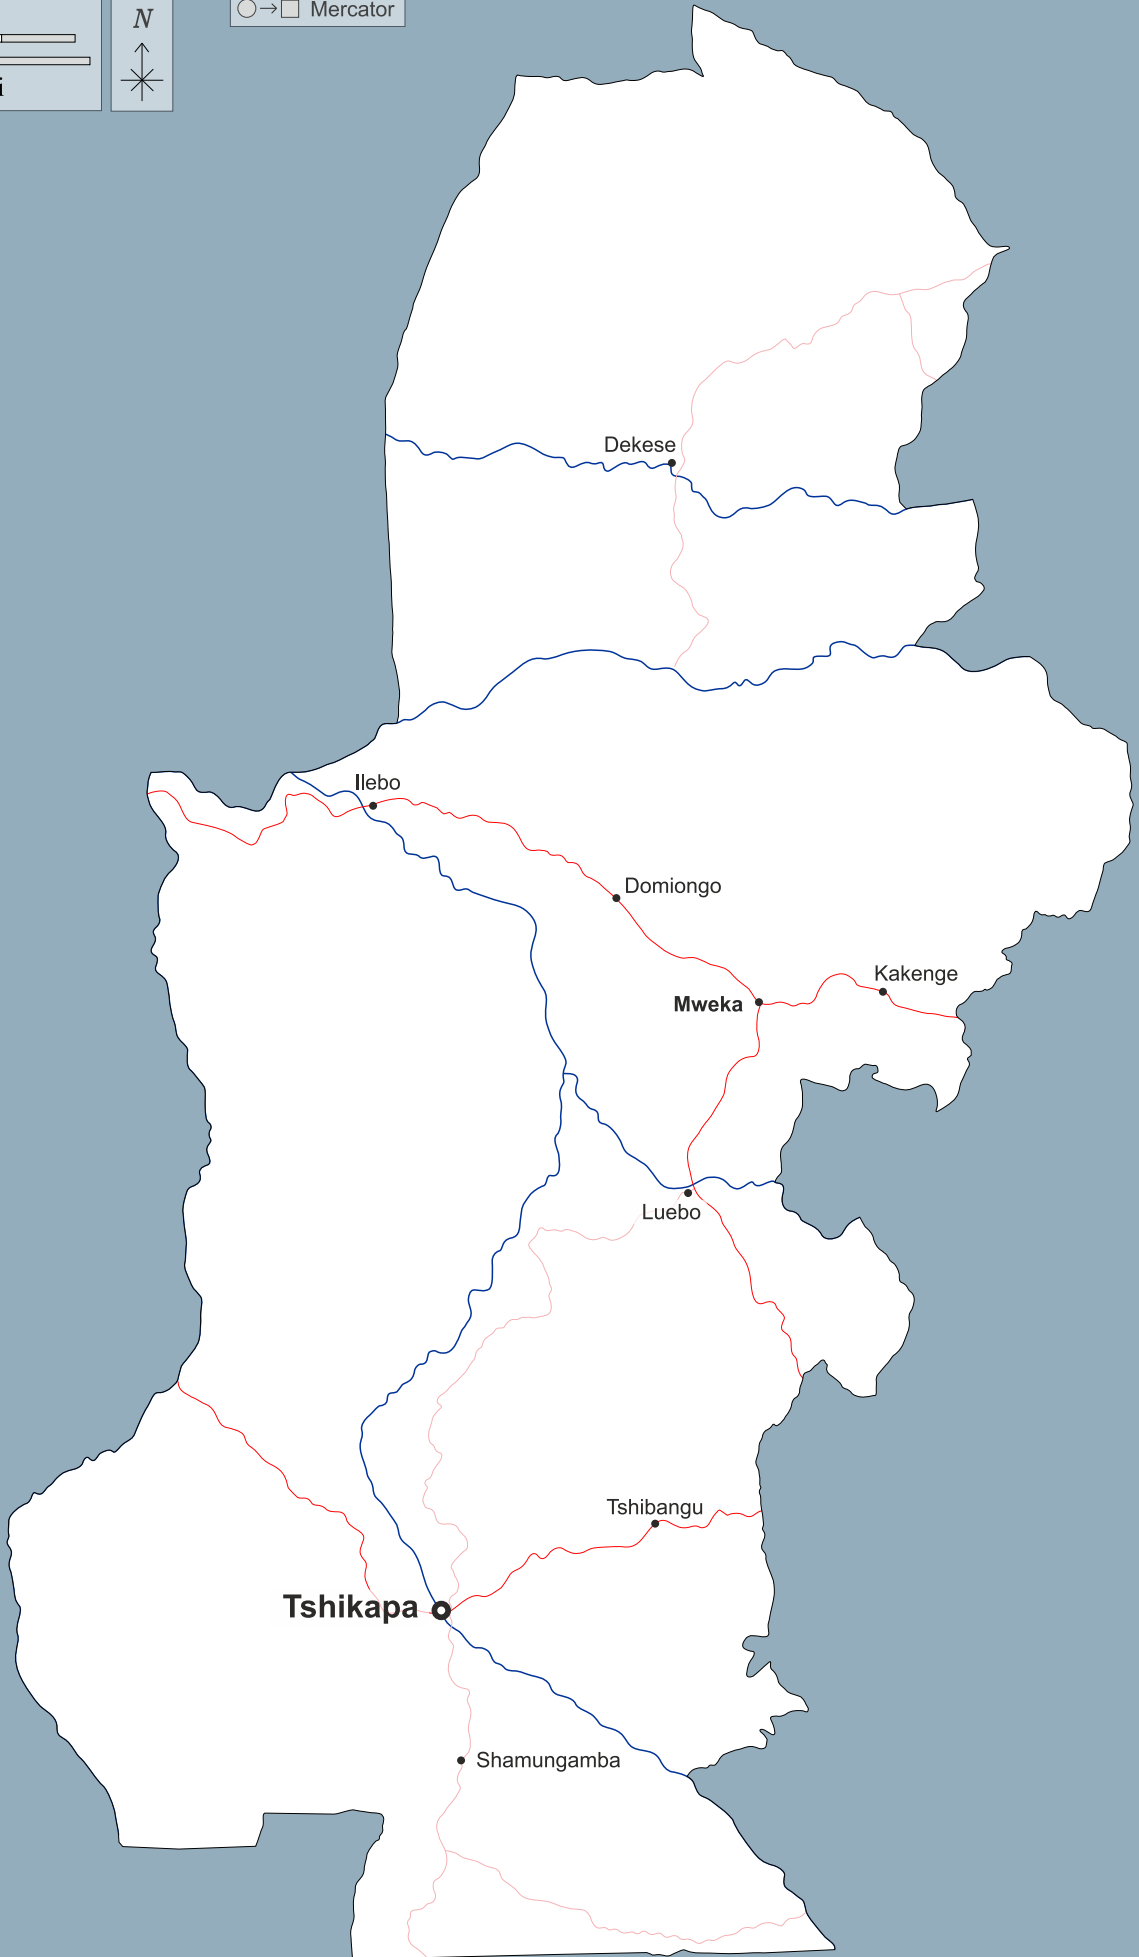 N
Mercator
i
Dekese
Ilebo
Domiongo
Kakenge
Mweka
Luebo
Tshibangu
Tshikapa
Shamungamba